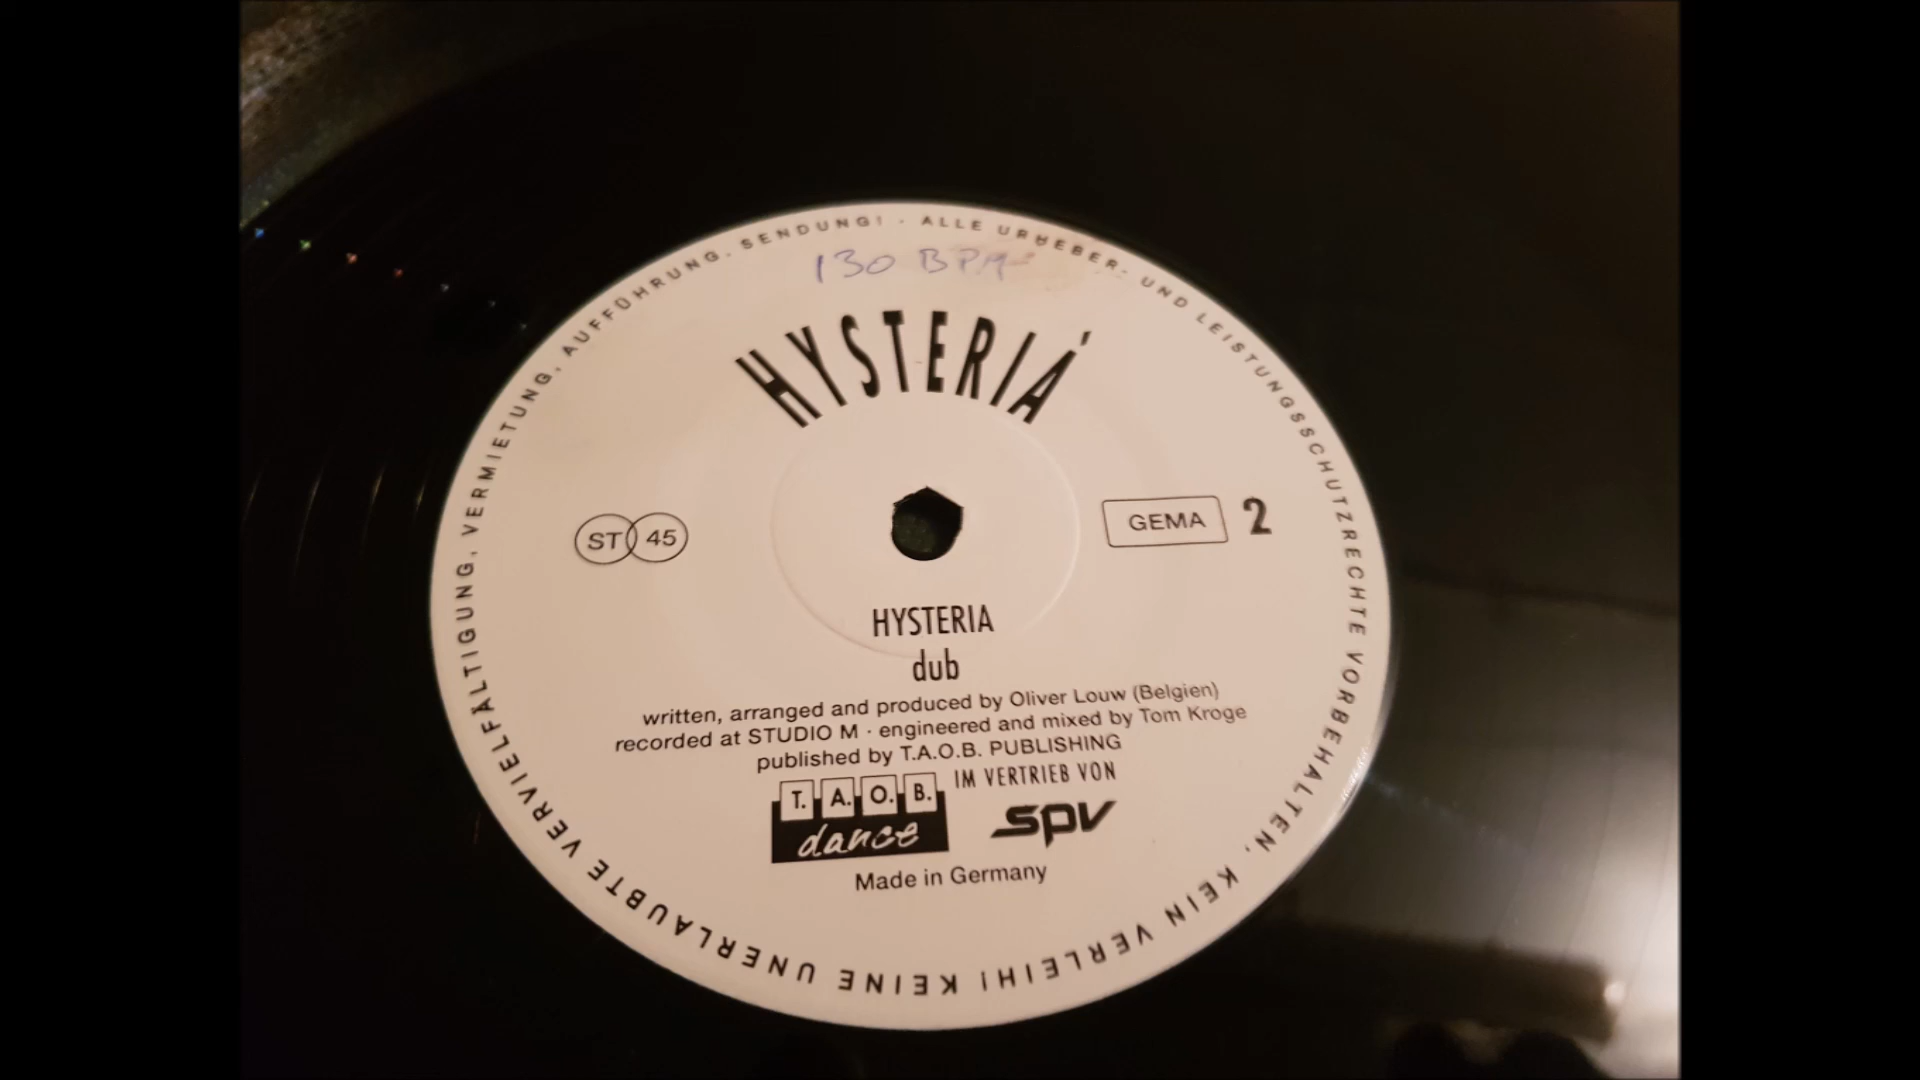 ALLE URHEBER- UND LEISTUNGSSCHUTZRECHTE VORBEHALTEN, KEIN VERLEIH! KEINE UNERLAUBTE VERVIELFÄLTIGUNG, VERMIETUNG, AUFFÜHRUNG, SENDUNG! ·
130 BPM
HYSTERIÁ
ST 45
GEMA 2
HYSTERIA
dub
written, arranged and produced by Oliver Louw (Belgien)
recorded at STUDIO M · engineered and mixed by Tom Kroge
published by T.A.O.B. PUBLISHING
T. A. O. B. IM VERTRIEB VON
dance spv
Made in Germany